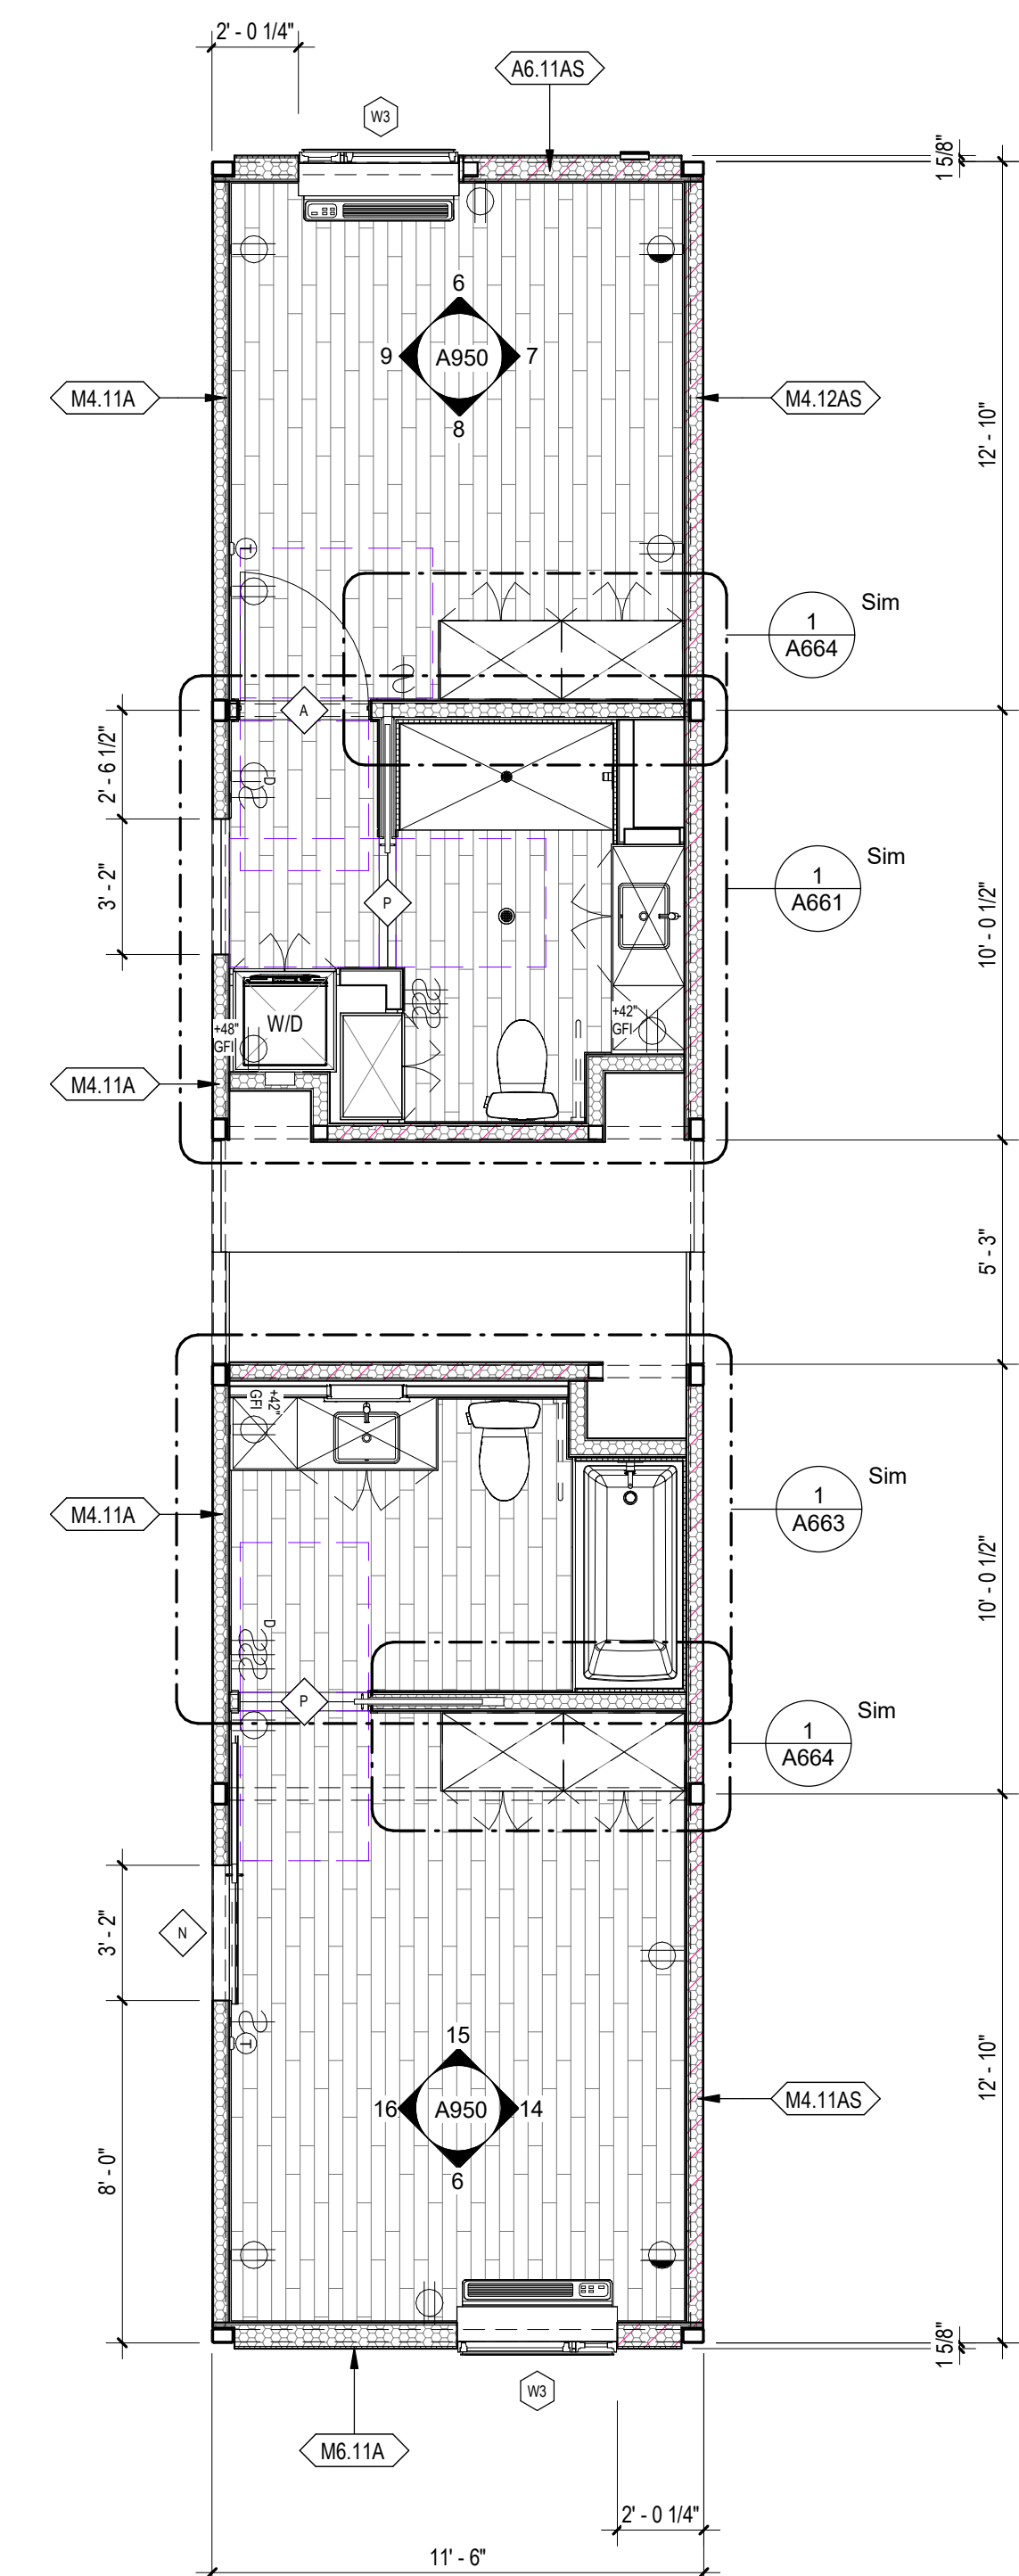 2' - 0 1/4"
A6.11AS
W3
1 5/8"
6
9
A950
7
8
M4.11A
M4.12AS
12' - 10"
T
1
A664
Sim
A
2' - 6 1/2"
D
3' - 2"
P
1
A661
Sim
10' - 0 1/2"
W/D
+48"
GFI
+42"
GFI
M4.11A
5' - 3"
+42"
GFI
M4.11A
1
A663
Sim
10' - 0 1/2"
D
P
1
A664
Sim
3' - 2"
N
T
15
16
A950
14
6
M4.11AS
12' - 10"
8' - 0"
1 5/8"
W3
M6.11A
2' - 0 1/4"
11' - 6"